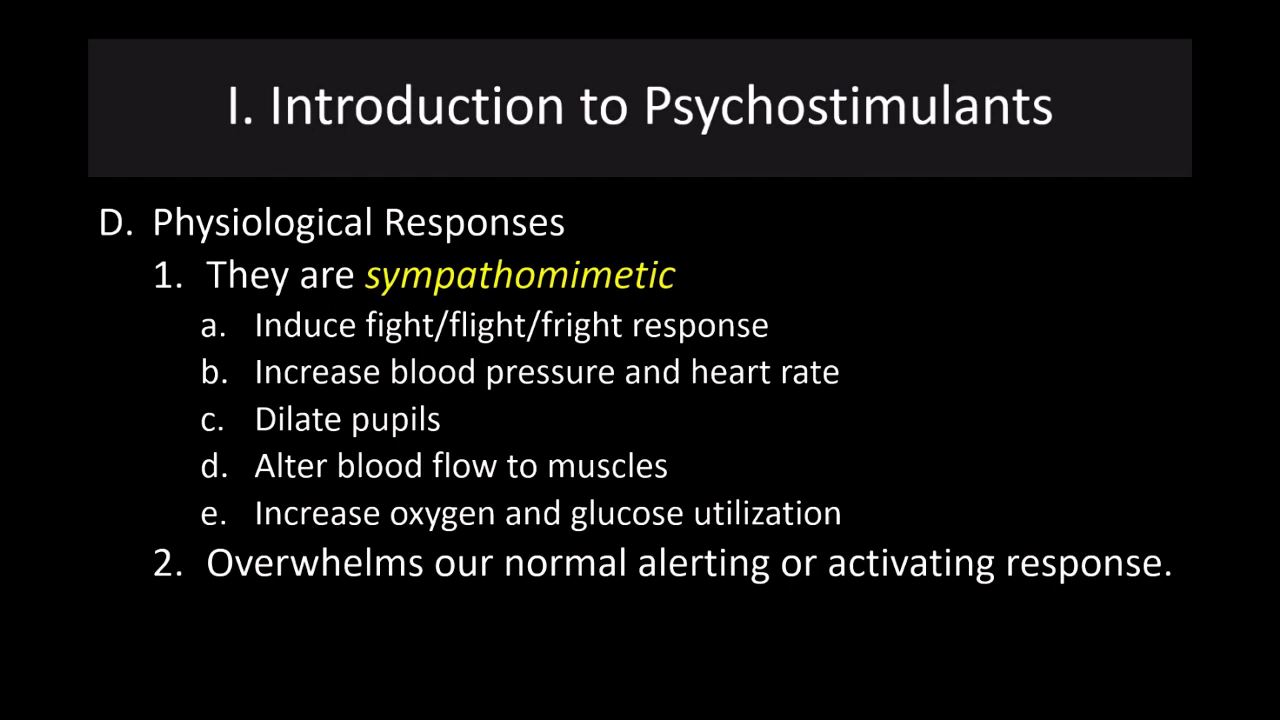 I. Introduction to Psychostimulants
D. Physiological Responses
1. They are sympathomimetic
a. Induce fight/flight/fright response
b. Increase blood pressure and heart rate
c. Dilate pupils
d. Alter blood flow to muscles
e. Increase oxygen and glucose utilization
2. Overwhelms our normal alerting or activating response.